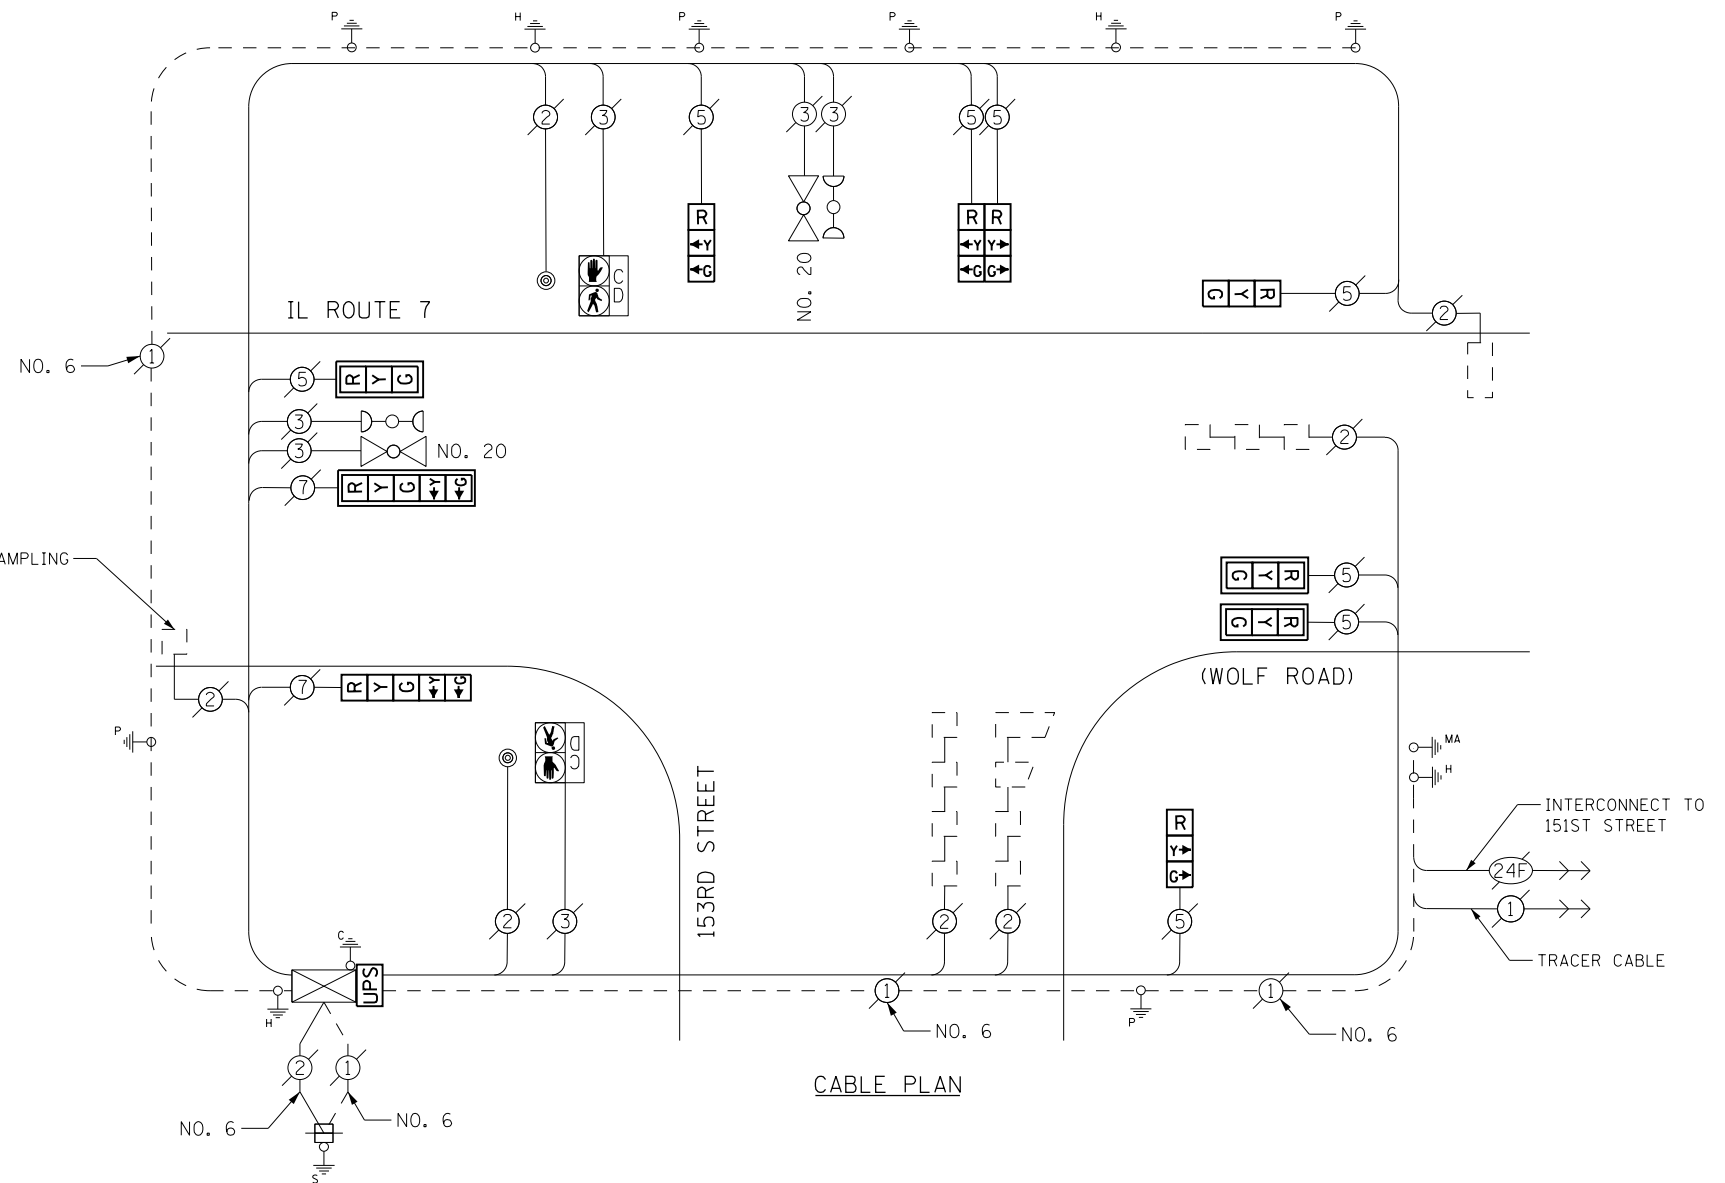 P H P P H P
2 3 5 3 3 5 5
R R R
←Y ←Y Y→
←G ←G G→
C
D
NO. 20
IL ROUTE 7
G Y R 5
2
NO. 6 1
5 R Y G
3
3 NO. 20
7 R Y G ←Y ←G
2
AMPLING
G Y R 5
G Y R 5
(WOLF ROAD)
2 7 R Y G ←Y ←G
P
D
C
153RD STREET
MA
H
INTERCONNECT TO
151ST STREET
24F
1
TRACER CABLE
R
Y→
G→
2 3 2 2 5
C
UPS
H
1 P 1
NO. 6 NO. 6
2 1
NO. 6 NO. 6
S
CABLE PLAN